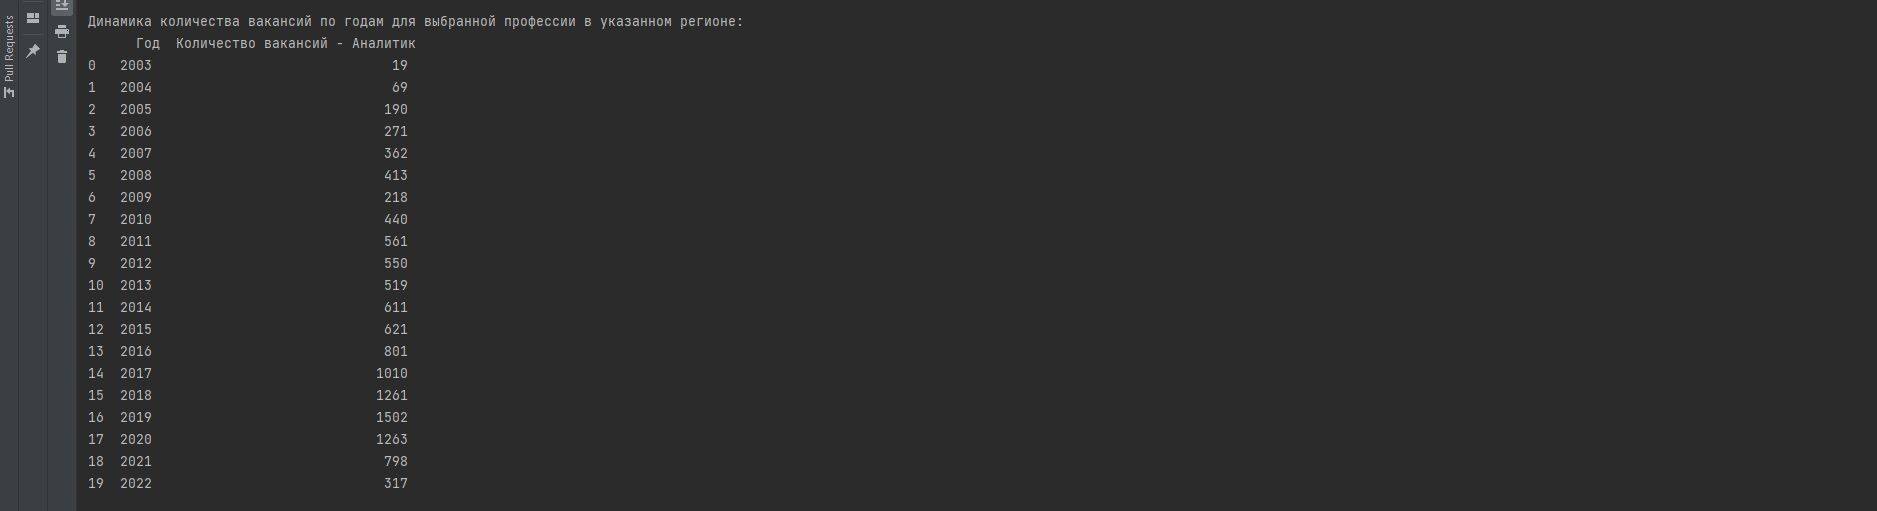 Pull Requests
Динамика количества вакансий по годам для выбранной профессии в указанном регионе:
Год Количество вакансий - Аналитик
0 2003 19
1 2004 69
2 2005 190
3 2006 271
4 2007 362
5 2008 413
6 2009 218
7 2010 440
8 2011 561
9 2012 550
10 2013 519
11 2014 611
12 2015 621
13 2016 801
14 2017 1010
15 2018 1261
16 2019 1502
17 2020 1263
18 2021 798
19 2022 317